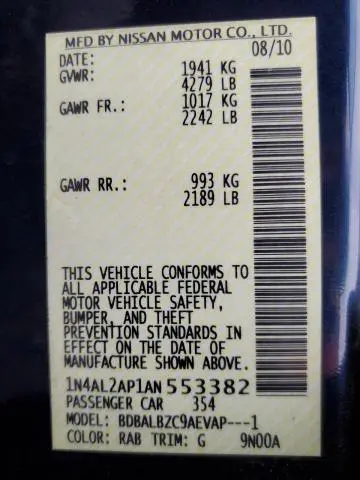 MFD BY NISSAN MOTOR CO., LTD.
DATE: 08/10
GVWR: 1941 KG
4279 LB
GAWR FR.: 1017 KG
2242 LB
GAWR RR.: 993 KG
2189 LB
THIS VEHICLE CONFORMS TO
ALL APPLICABLE FEDERAL
MOTOR VEHICLE SAFETY,
BUMPER, AND THEFT
PREVENTION STANDARDS IN
EFFECT ON THE DATE OF
MANUFACTURE SHOWN ABOVE.
1N4AL2AP1AN553382
PASSENGER CAR 354
MODEL: BDBALBZC9AEVAP---1
COLOR: RAB TRIM: G 9N00A